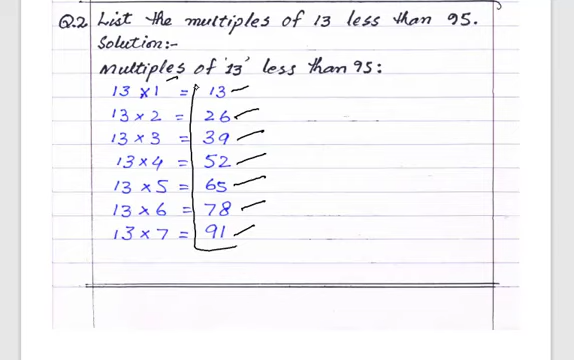 Q.2 List the multiples of 13 less than 95.
Solution:-
Multiples of '13' less than 95:
13 × 1 = 13
13 × 2 = 26
13 × 3 = 39
13 × 4 = 52
13 × 5 = 65
13 × 6 = 78
13 × 7 = 91